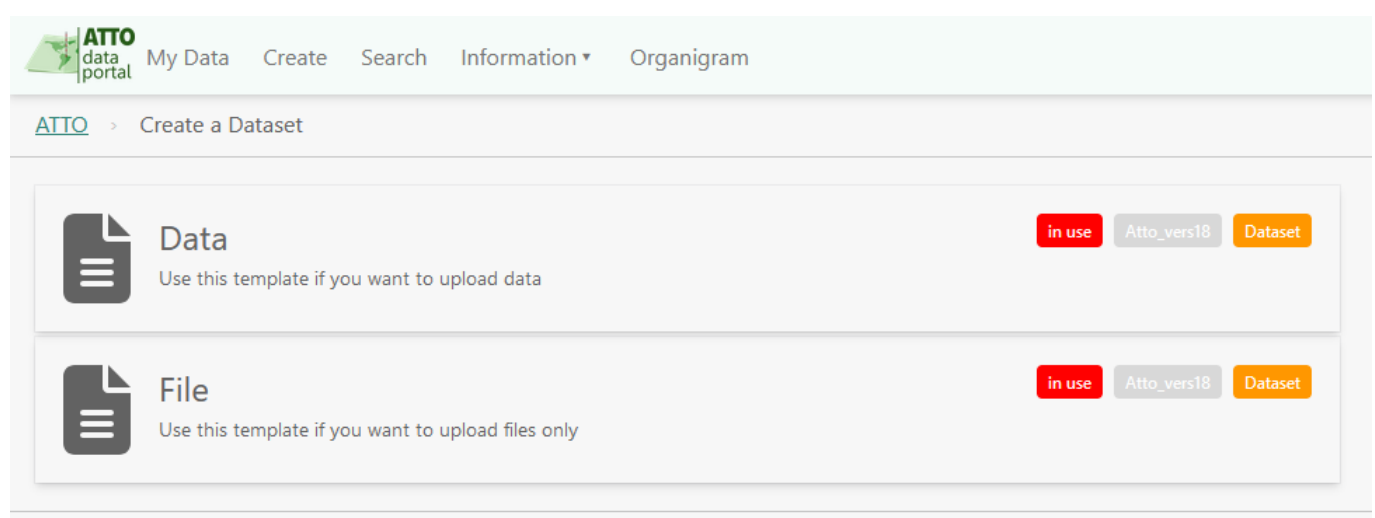 ATTO
data
portal
My Data Create Search Information ▾ Organigram
ATTO › Create a Dataset
Data
in use Atto_vers18 Dataset
Use this template if you want to upload data
File
in use Atto_vers18 Dataset
Use this template if you want to upload files only